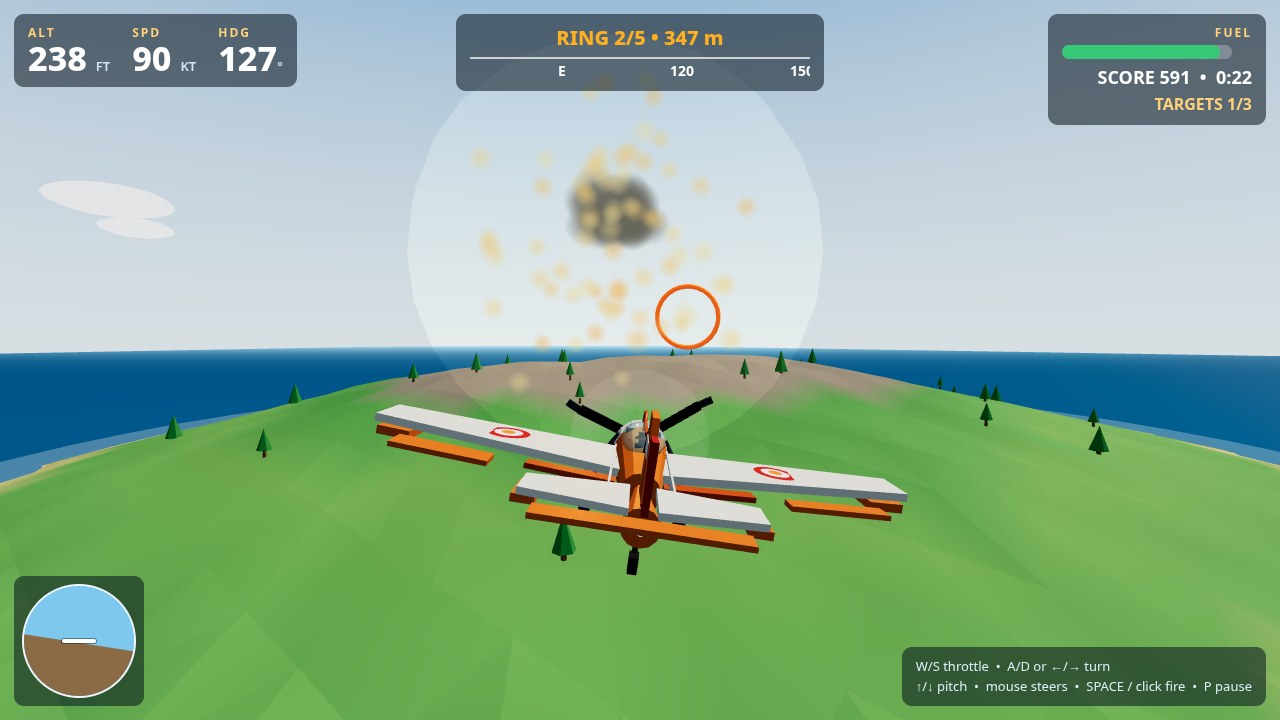 ALT SPD HDG
238 FT 90 KT 127°
RING 2/5 • 347 m
E 120 150
FUEL
SCORE 591 • 0:22
TARGETS 1/3
W/S throttle • A/D or ←/→ turn
↑/↓ pitch • mouse steers • SPACE / click fire • P pause